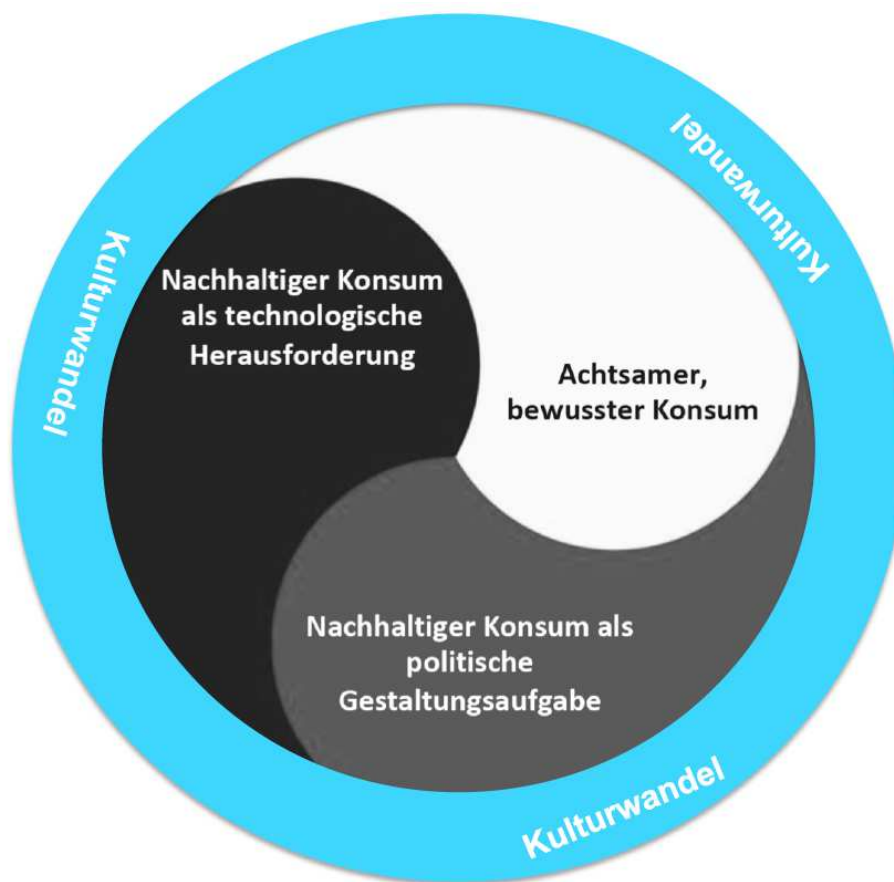 Kulturwandel
Kulturwandel
Nachhaltiger Konsum
als technologische
Herausforderung
Achtsamer,
bewusster Konsum
Nachhaltiger Konsum als
politische
Gestaltungsaufgabe
Kulturwandel